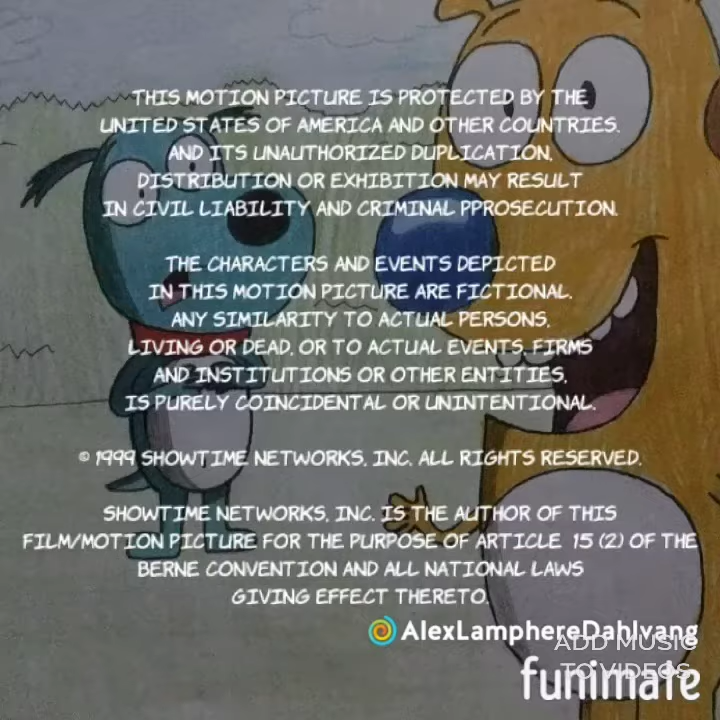 THIS MOTION PICTURE IS PROTECTED BY THE
UNITED STATES OF AMERICA AND OTHER COUNTRIES.
AND ITS UNAUTHORIZED DUPLICATION,
DISTRIBUTION OR EXHIBITION MAY RESULT
IN CIVIL LIABILITY AND CRIMINAL PPROSECUTION.
THE CHARACTERS AND EVENTS DEPICTED
IN THIS MOTION PICTURE ARE FICTIONAL.
ANY SIMILARITY TO ACTUAL PERSONS,
LIVING OR DEAD, OR TO ACTUAL EVENTS, FIRMS
AND INSTITUTIONS OR OTHER ENTITIES,
IS PURELY COINCIDENTAL OR UNINTENTIONAL.
© 1999 SHOWTIME NETWORKS, INC. ALL RIGHTS RESERVED.
SHOWTIME NETWORKS, INC. IS THE AUTHOR OF THIS
FILM/MOTION PICTURE FOR THE PURPOSE OF ARTICLE 15 (2) OF THE
BERNE CONVENTION AND ALL NATIONAL LAWS
GIVING EFFECT THERETO.
AlexLamphereDahlvang
ADD MUSIC
TO VIDEOS
funimate